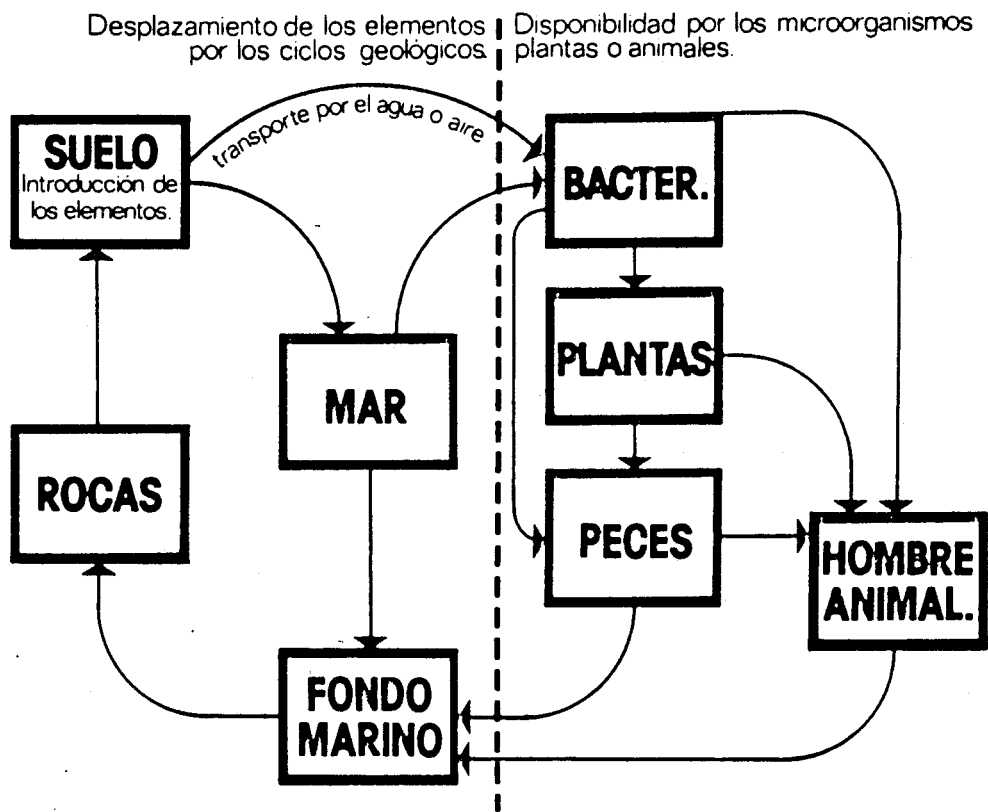 Desplazamiento de los elementos
por los ciclos geológicos.
Disponibilidad por los microorganismos
plantas o animales.
transporte por el agua o aire
SUELO
Introducción de
los elementos.
BACTER.
PLANTAS
MAR
ROCAS
PECES
HOMBRE
ANIMAL.
FONDO
MARINO